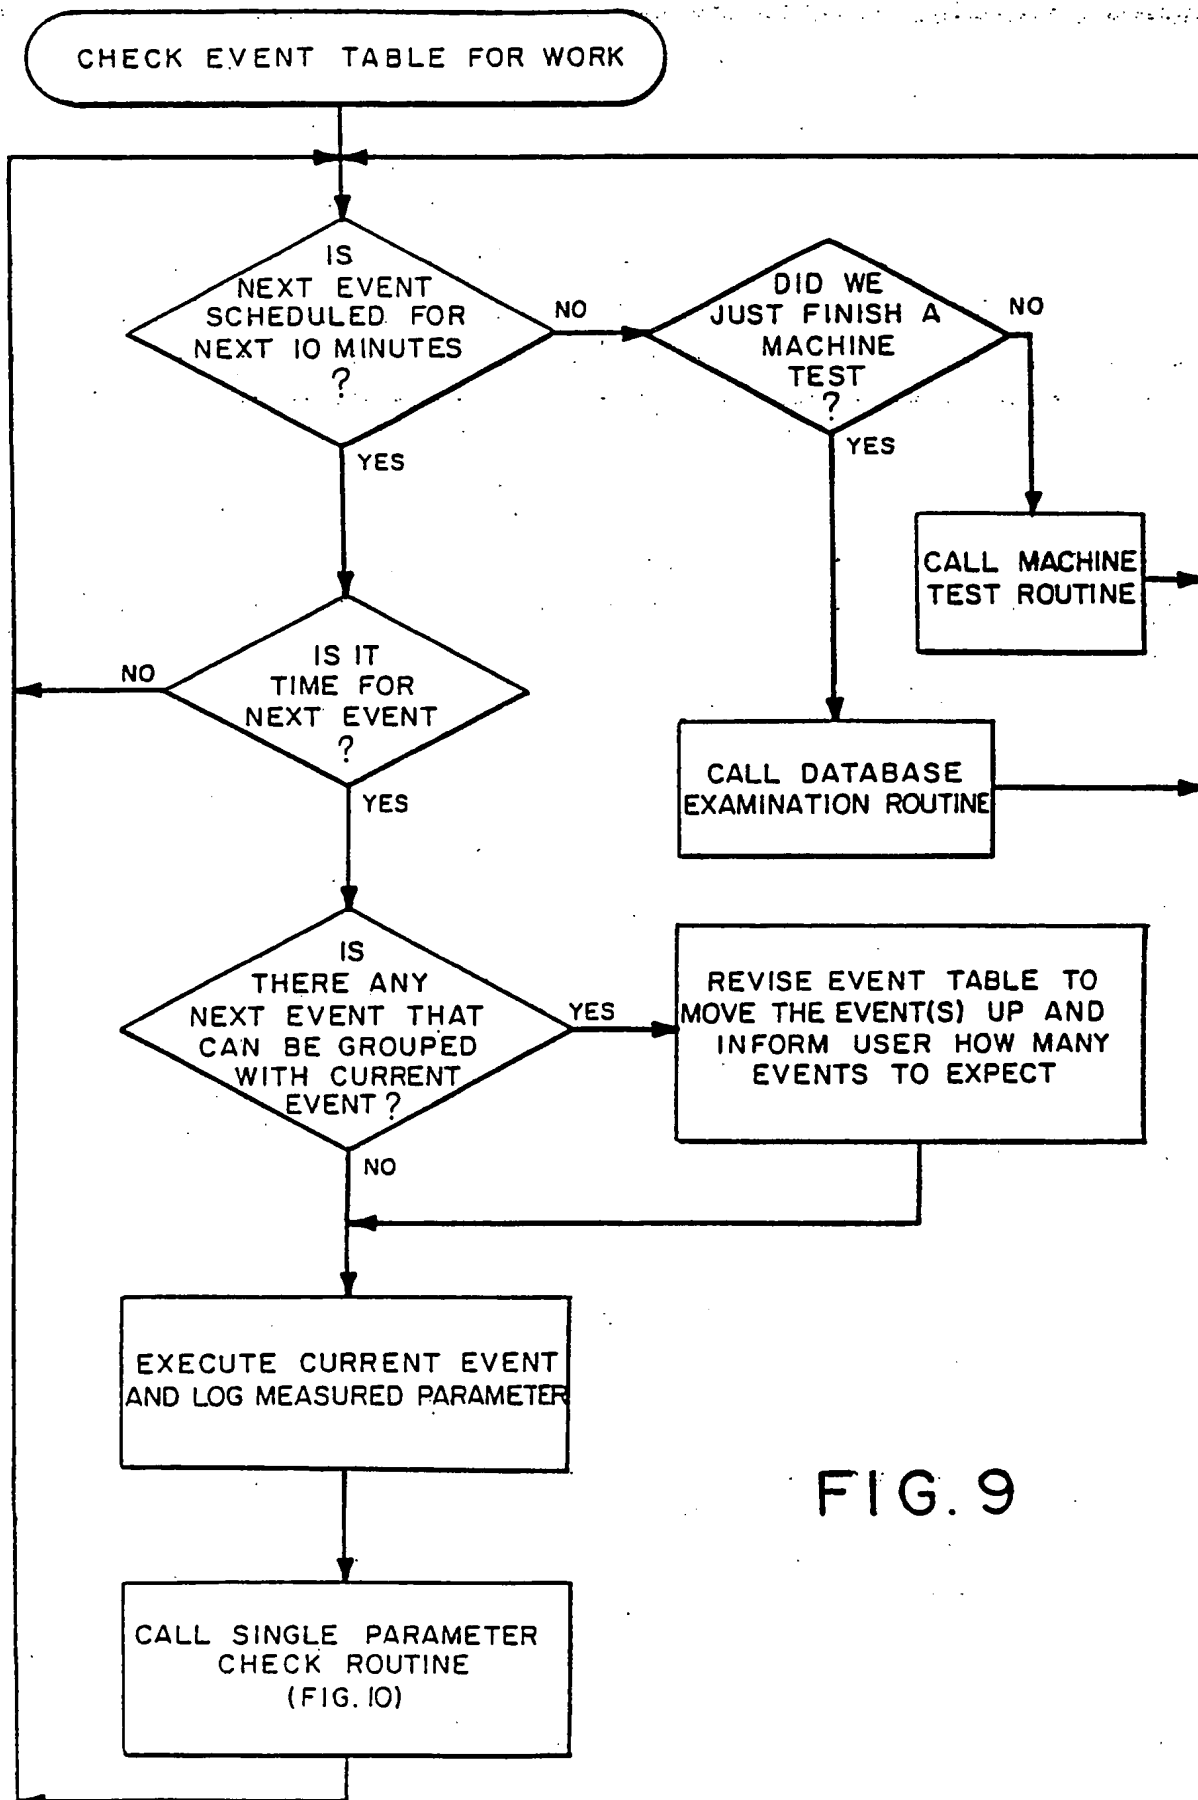 CHECK EVENT TABLE FOR WORK
IS
NEXT EVENT
SCHEDULED FOR
NEXT 10 MINUTES
?
NO
YES
DID WE
JUST FINISH A
MACHINE
TEST
?
NO
YES
CALL MACHINE
TEST ROUTINE
CALL DATABASE
EXAMINATION ROUTINE
IS IT
TIME FOR
NEXT EVENT
?
NO
YES
IS
THERE ANY
NEXT EVENT THAT
CAN BE GROUPED
WITH CURRENT
EVENT?
YES
NO
REVISE EVENT TABLE TO
MOVE THE EVENT(S) UP AND
INFORM USER HOW MANY
EVENTS TO EXPECT
EXECUTE CURRENT EVENT
AND LOG MEASURED PARAMETER
CALL SINGLE PARAMETER
CHECK ROUTINE
(FIG. 10)
FIG. 9